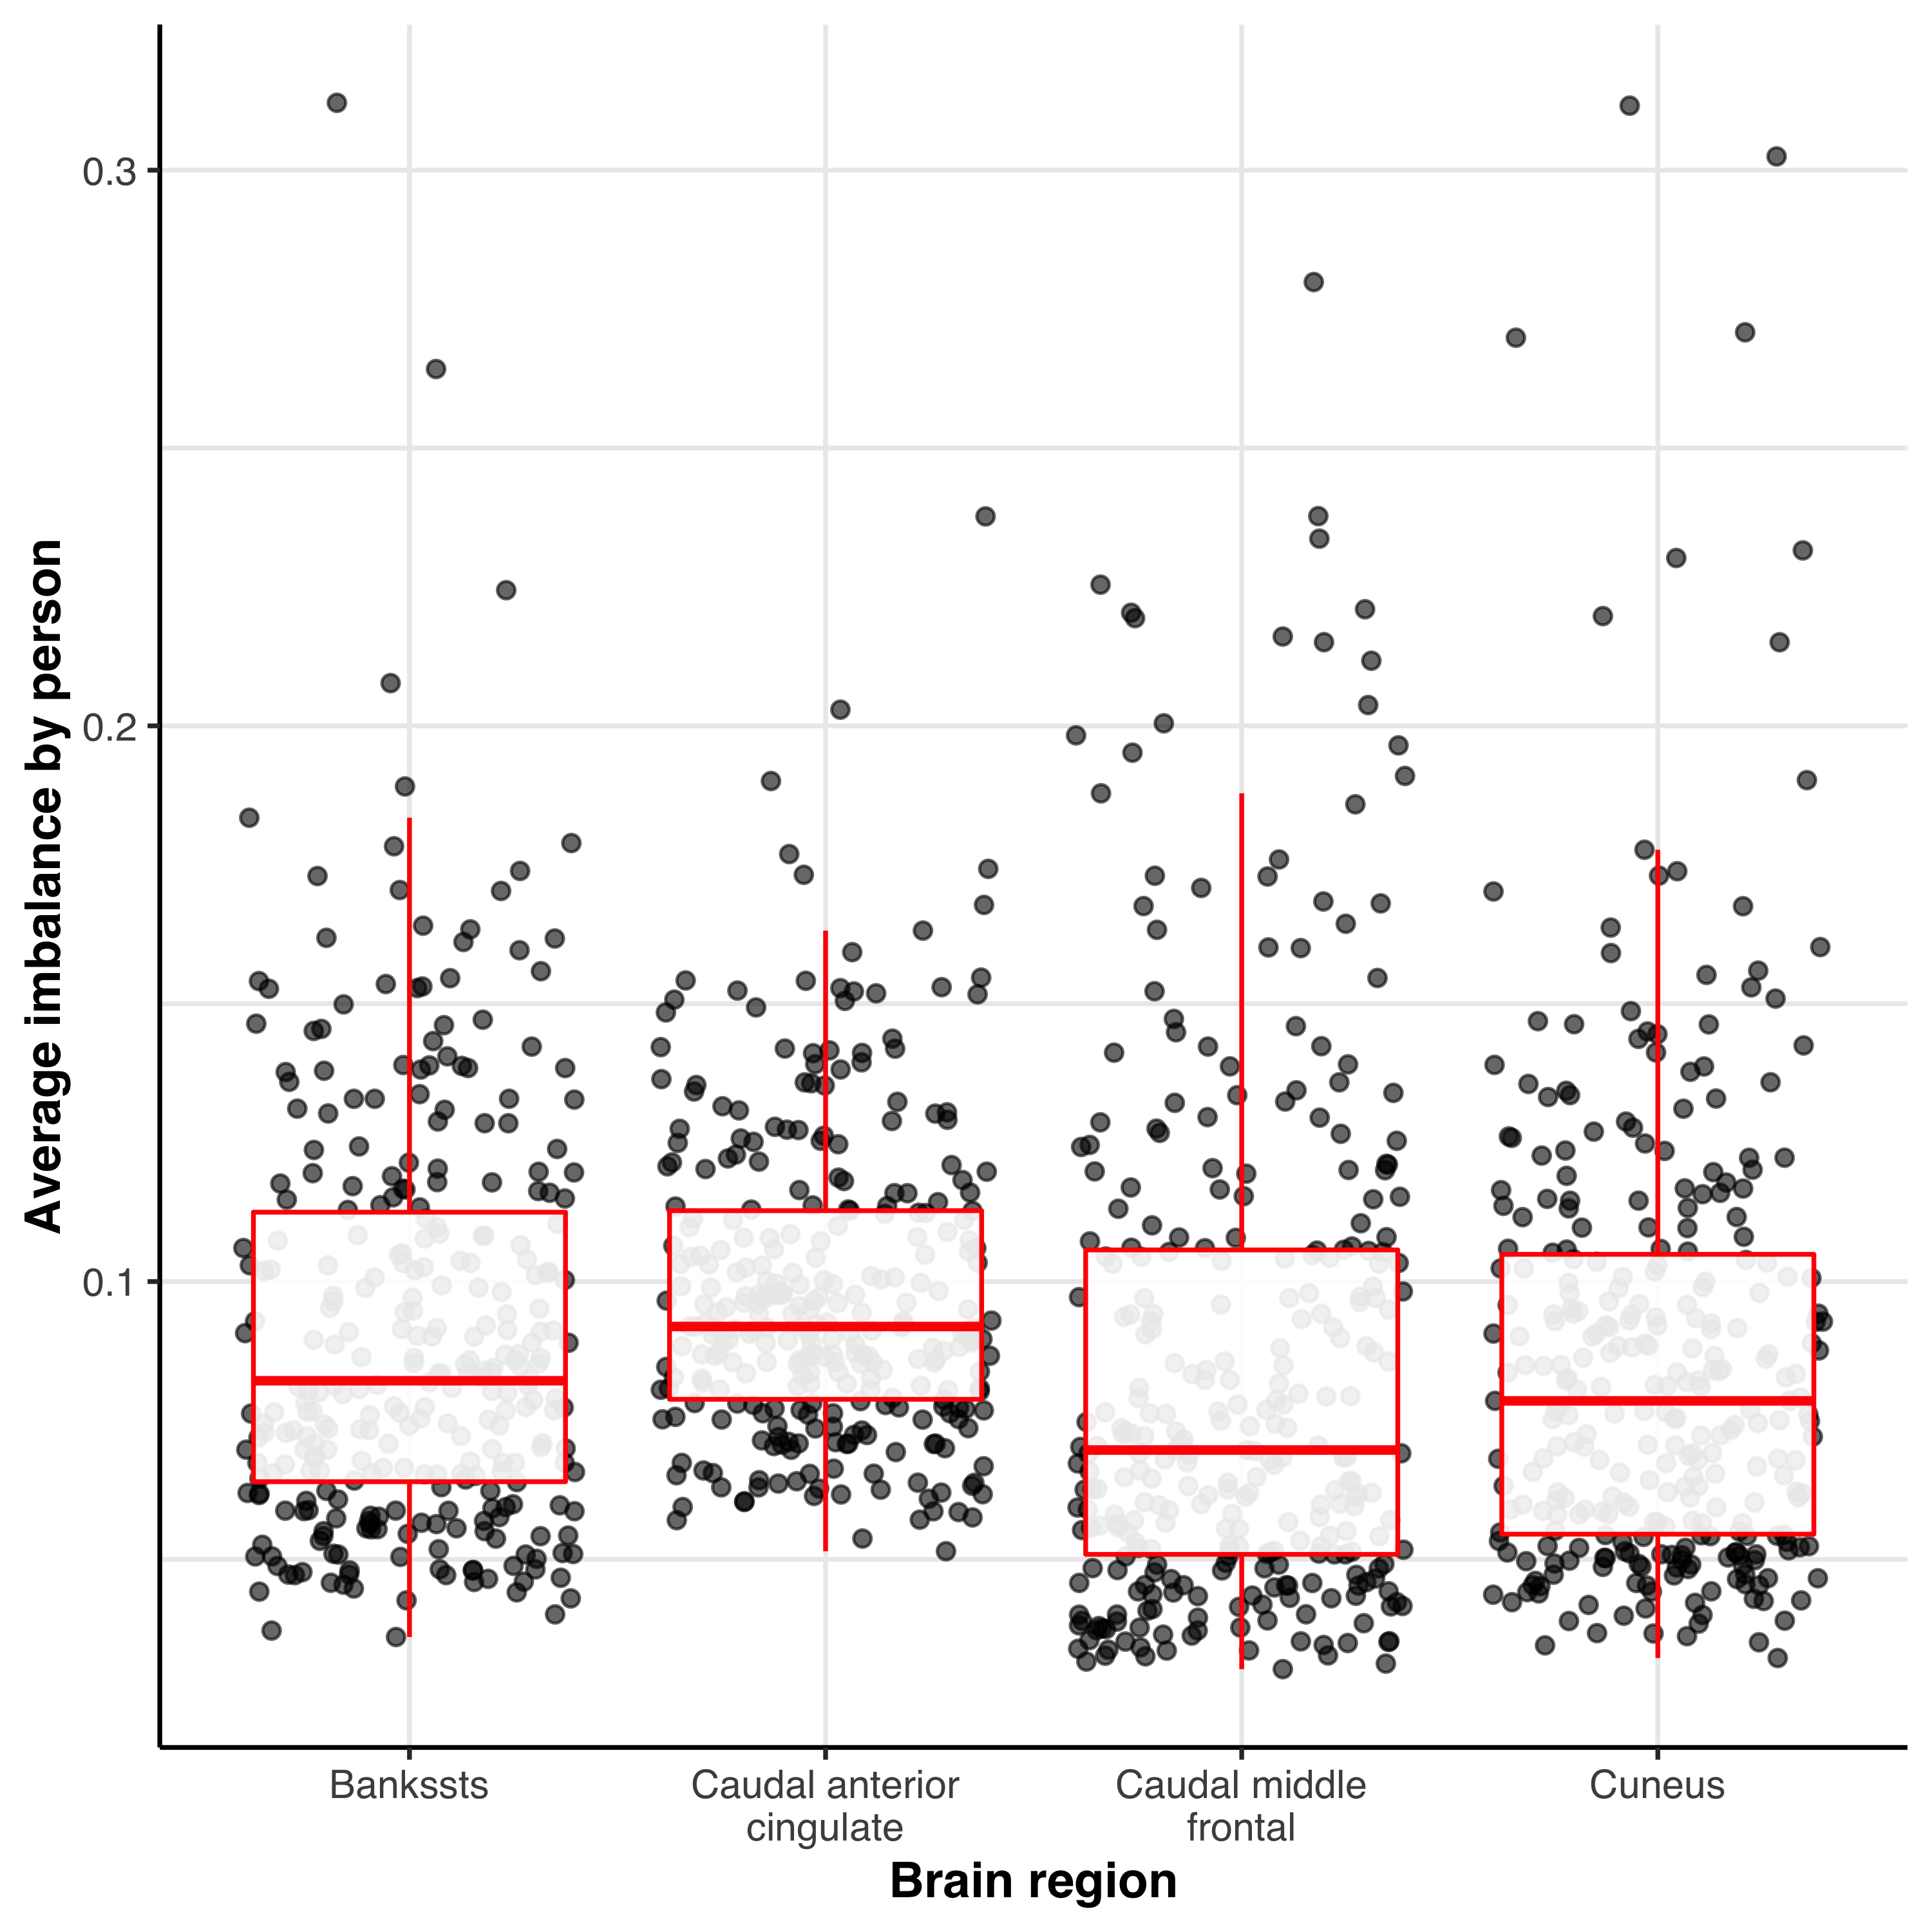 Average imbalance by person
0.3
0.2
0.1
Bankssts
Caudal anterior
cingulate
Caudal middle
frontal
Cuneus
Brain region